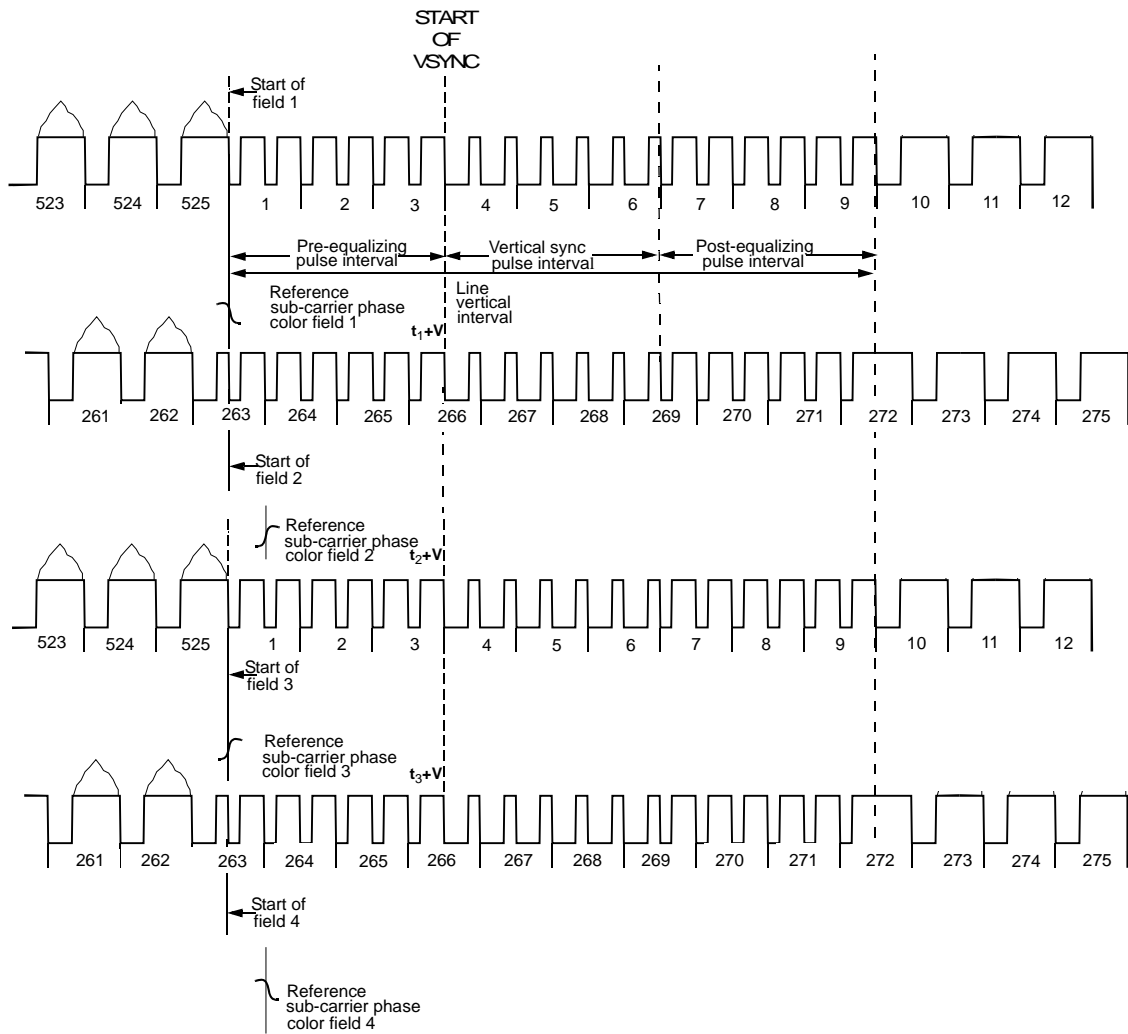 START
OF
VSYNC
Start of
field 1
523 524 525 1 2 3 4 5 6 7 8 9 10 11 12
Pre-equalizing
pulse interval
Vertical sync
pulse interval
Post-equalizing
pulse interval
Reference
sub-carrier phase
color field 1
Line
vertical
interval
t1+V
261 262 263 264 265 266 267 268 269 270 271 272 273 274 275
Start of
field 2
Reference
sub-carrier phase
color field 2
t2+V
523 524 525 1 2 3 4 5 6 7 8 9 10 11 12
Start of
field 3
Reference
sub-carrier phase
color field 3
t3+V
261 262 263 264 265 266 267 268 269 270 271 272 273 274 275
Start of
field 4
Reference
sub-carrier phase
color field 4